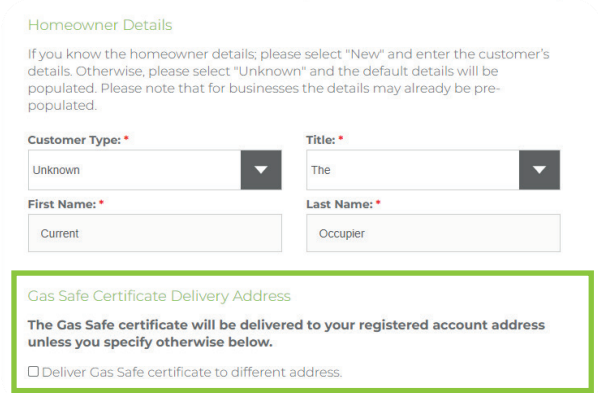 Homeowner Details
If you know the homeowner details; please select "New" and enter the customer's
details. Otherwise, please select "Unknown" and the default details will be
populated. Please note that for businesses the details may already be pre-
populated.
Customer Type: * Title: *
Unknown The
First Name: * Last Name: *
Current Occupier
Gas Safe Certificate Delivery Address
The Gas Safe certificate will be delivered to your registered account address
unless you specify otherwise below.
Deliver Gas Safe certificate to different address.